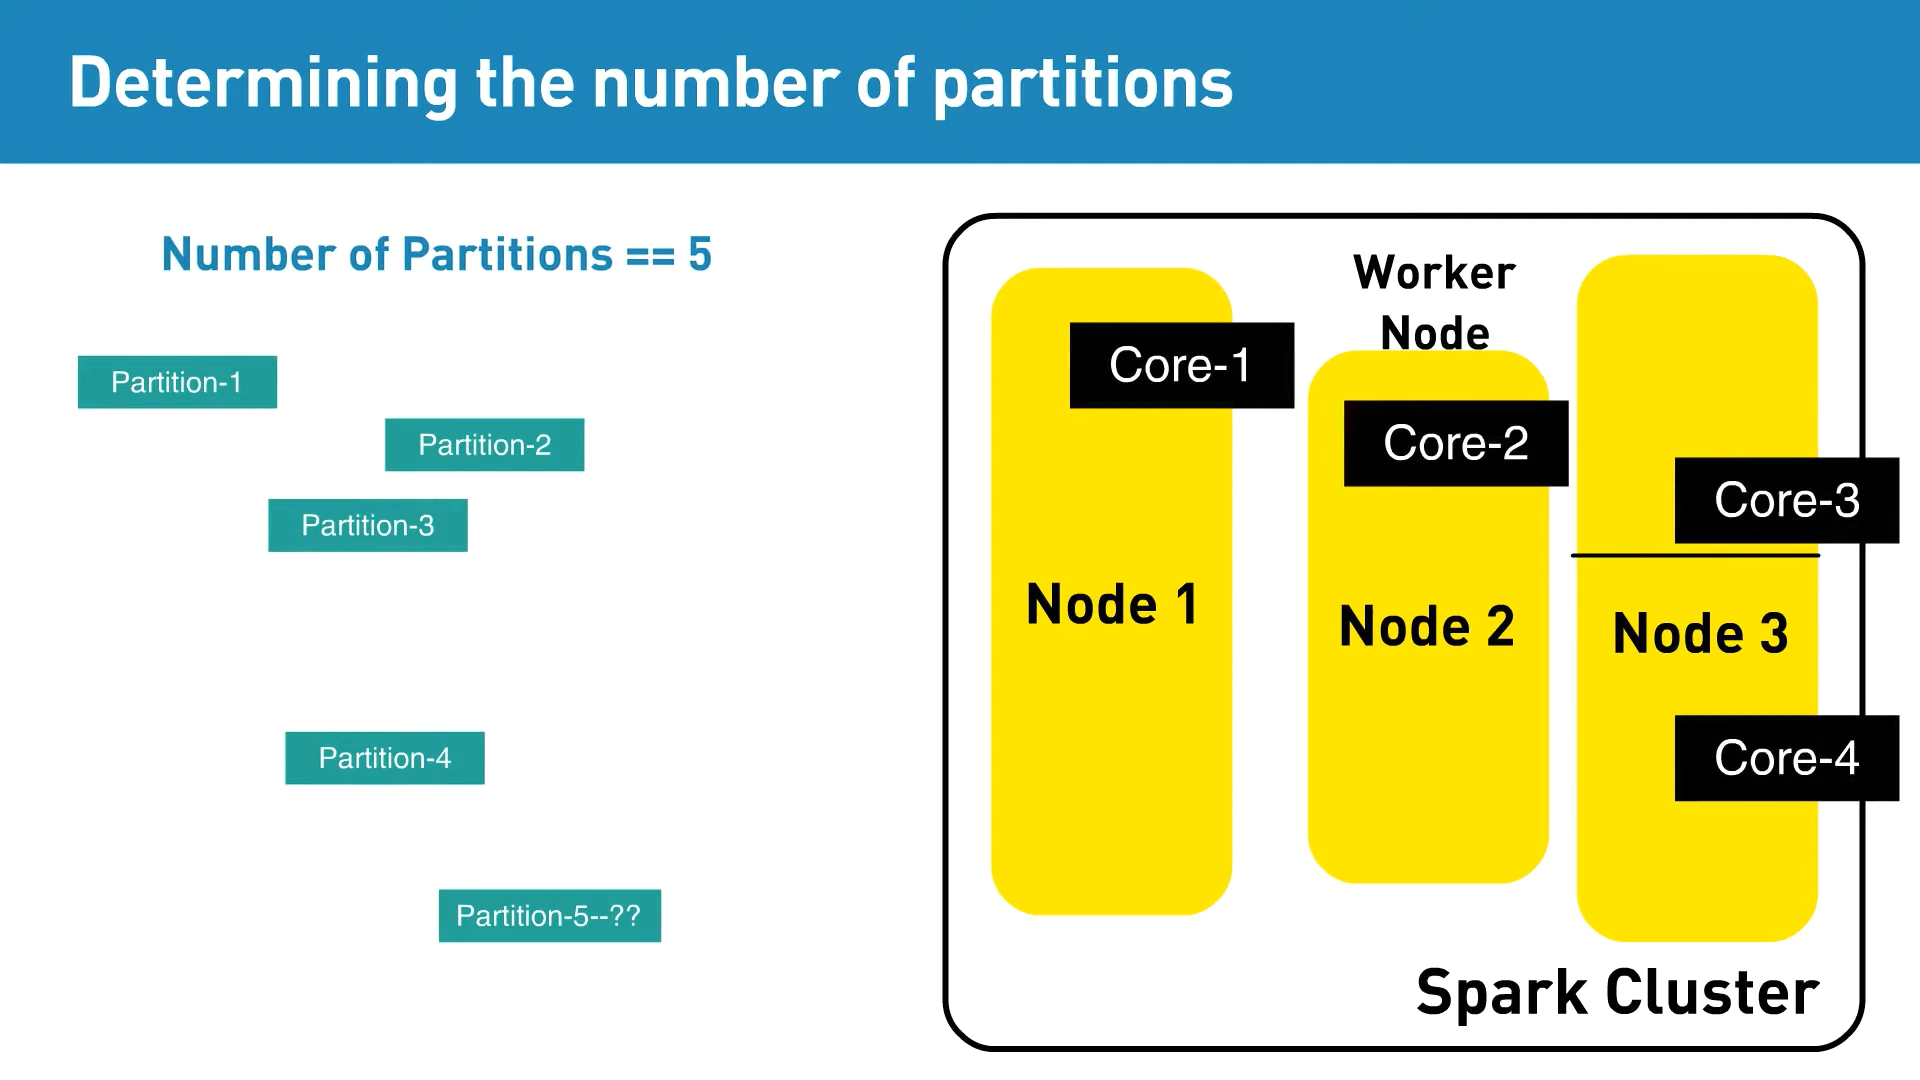 Determining the number of partitions
Number of Partitions == 5
Partition-1
Partition-2
Partition-3
Partition-4
Partition-5--??
Worker
Node
Core-1
Core-2
Core-3
Node 1
Node 2
Node 3
Core-4
Spark Cluster